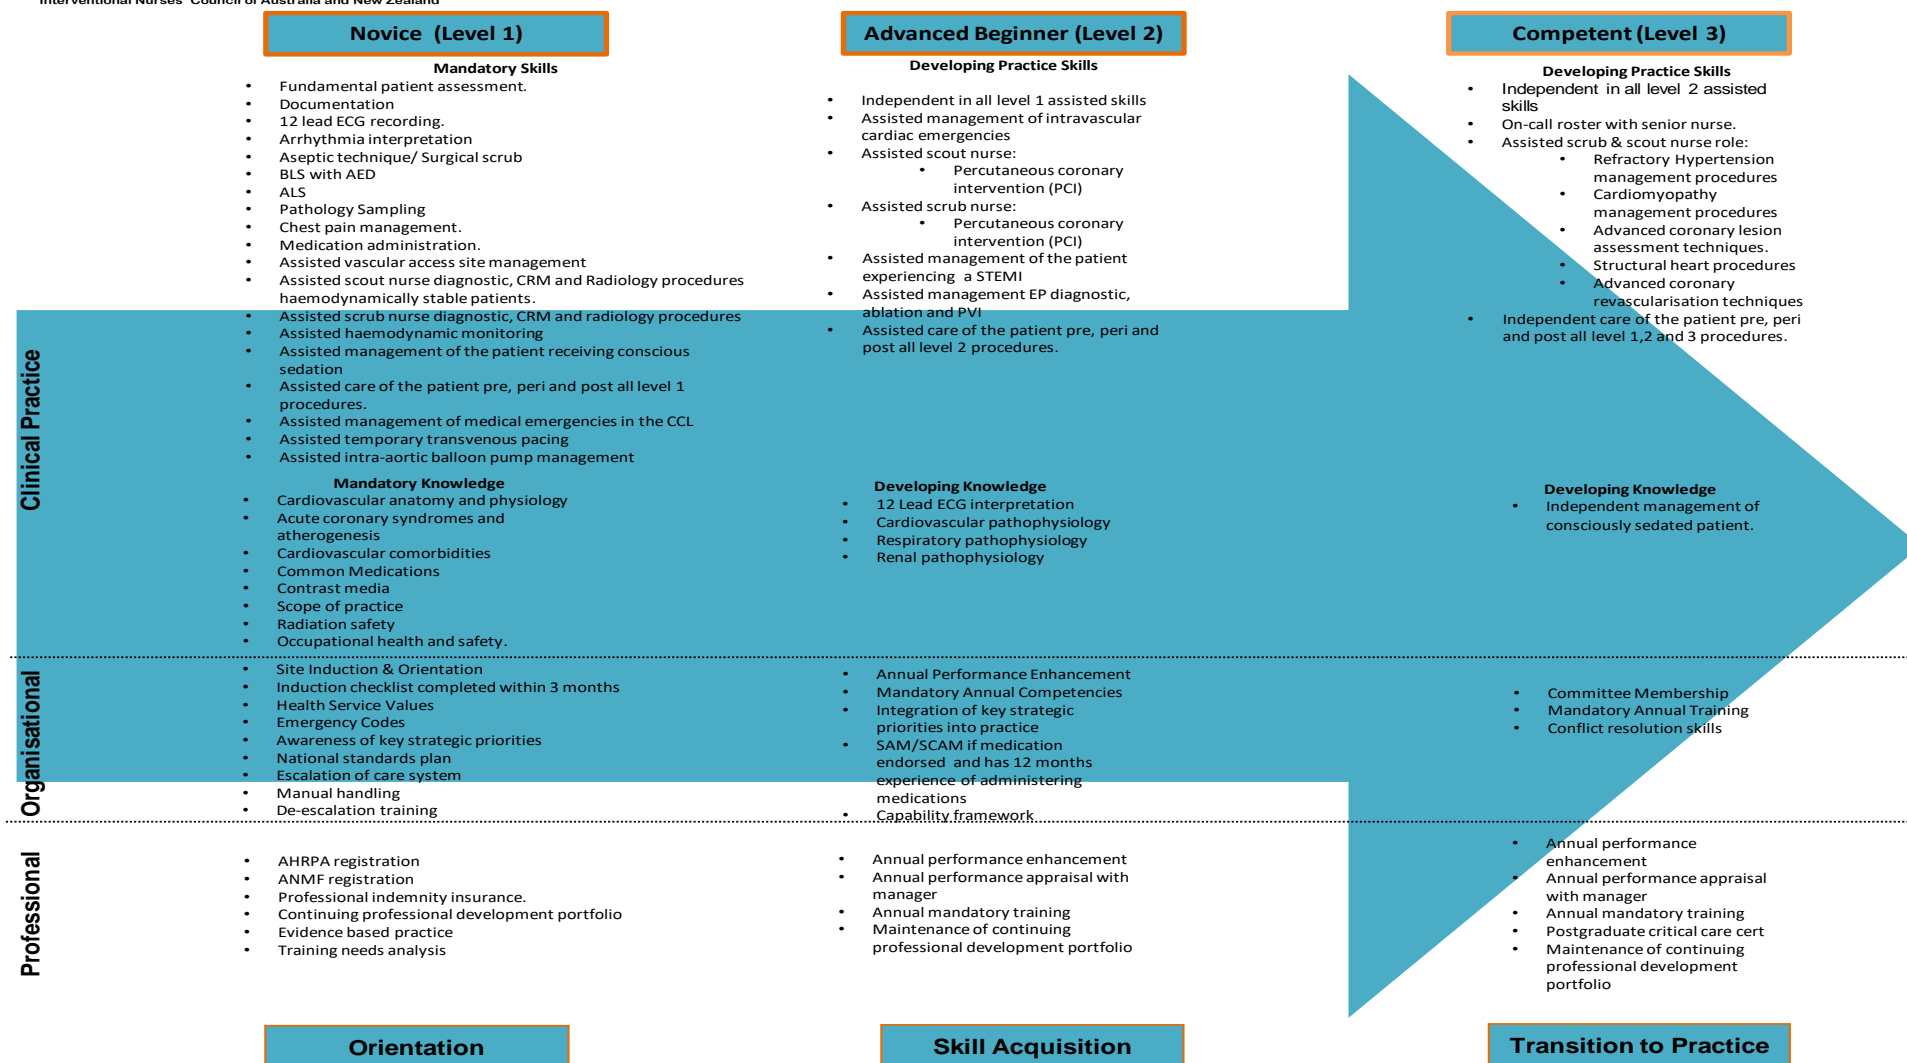 Interventional Nurses' Council of Australia and New Zealand
Novice (Level 1)
Mandatory Skills
• Fundamental patient assessment.
• Documentation
• 12 lead ECG recording.
• Arrhythmia interpretation
• Aseptic technique/ Surgical scrub
• BLS with AED
• ALS
• Pathology Sampling
• Chest pain management.
• Medication administration.
• Assisted vascular access site management
• Assisted scout nurse diagnostic, CRM and Radiology procedures
haemodynamically stable patients.
• Assisted scrub nurse diagnostic, CRM and radiology procedures
• Assisted haemodynamic monitoring
• Assisted management of the patient receiving conscious
sedation
• Assisted care of the patient pre, peri and post all level 1
procedures.
• Assisted management of medical emergencies in the CCL
• Assisted temporary transvenous pacing
• Assisted intra-aortic balloon pump management
Mandatory Knowledge
• Cardiovascular anatomy and physiology
• Acute coronary syndromes and
atherogenesis
• Cardiovascular comorbidities
• Common Medications
• Contrast media
• Scope of practice
• Radiation safety
• Occupational health and safety.
Advanced Beginner (Level 2)
Developing Practice Skills
• Independent in all level 1 assisted skills
• Assisted management of intravascular
cardiac emergencies
• Assisted scout nurse:
• Percutaneous coronary
intervention (PCI)
• Assisted scrub nurse:
• Percutaneous coronary
intervention (PCI)
• Assisted management of the patient
experiencing a STEMI
• Assisted management EP diagnostic,
ablation and PVI
• Assisted care of the patient pre, peri and
post all level 2 procedures.
Developing Knowledge
• 12 Lead ECG interpretation
• Cardiovascular pathophysiology
• Respiratory pathophysiology
• Renal pathophysiology
Competent (Level 3)
Developing Practice Skills
• Independent in all level 2 assisted
skills
• On-call roster with senior nurse.
• Assisted scrub & scout nurse role:
• Refractory Hypertension
management procedures
• Cardiomyopathy
management procedures
• Advanced coronary lesion
assessment techniques.
• Structural heart procedures
• Advanced coronary
revascularisation techniques
• Independent care of the patient pre, peri
and post all level 1,2 and 3 procedures.
Developing Knowledge
• Independent management of
consciously sedated patient.
Clinical Practice
Organisational
• Site Induction & Orientation
• Induction checklist completed within 3 months
• Health Service Values
• Emergency Codes
• Awareness of key strategic priorities
• National standards plan
• Escalation of care system
• Manual handling
• De-escalation training
• Annual Performance Enhancement
• Mandatory Annual Competencies
• Integration of key strategic
priorities into practice
• SAM/SCAM if medication
endorsed and has 12 months
experience of administering
medications
• Capability framework
• Committee Membership
• Mandatory Annual Training
• Conflict resolution skills
Professional
• AHRPA registration
• ANMF registration
• Professional indemnity insurance.
• Continuing professional development portfolio
• Evidence based practice
• Training needs analysis
• Annual performance enhancement
• Annual performance appraisal with
manager
• Annual mandatory training
• Maintenance of continuing
professional development portfolio
• Annual performance
enhancement
• Annual performance appraisal
with manager
• Annual mandatory training
• Postgraduate critical care cert
• Maintenance of continuing
professional development
portfolio
Orientation
Skill Acquisition
Transition to Practice